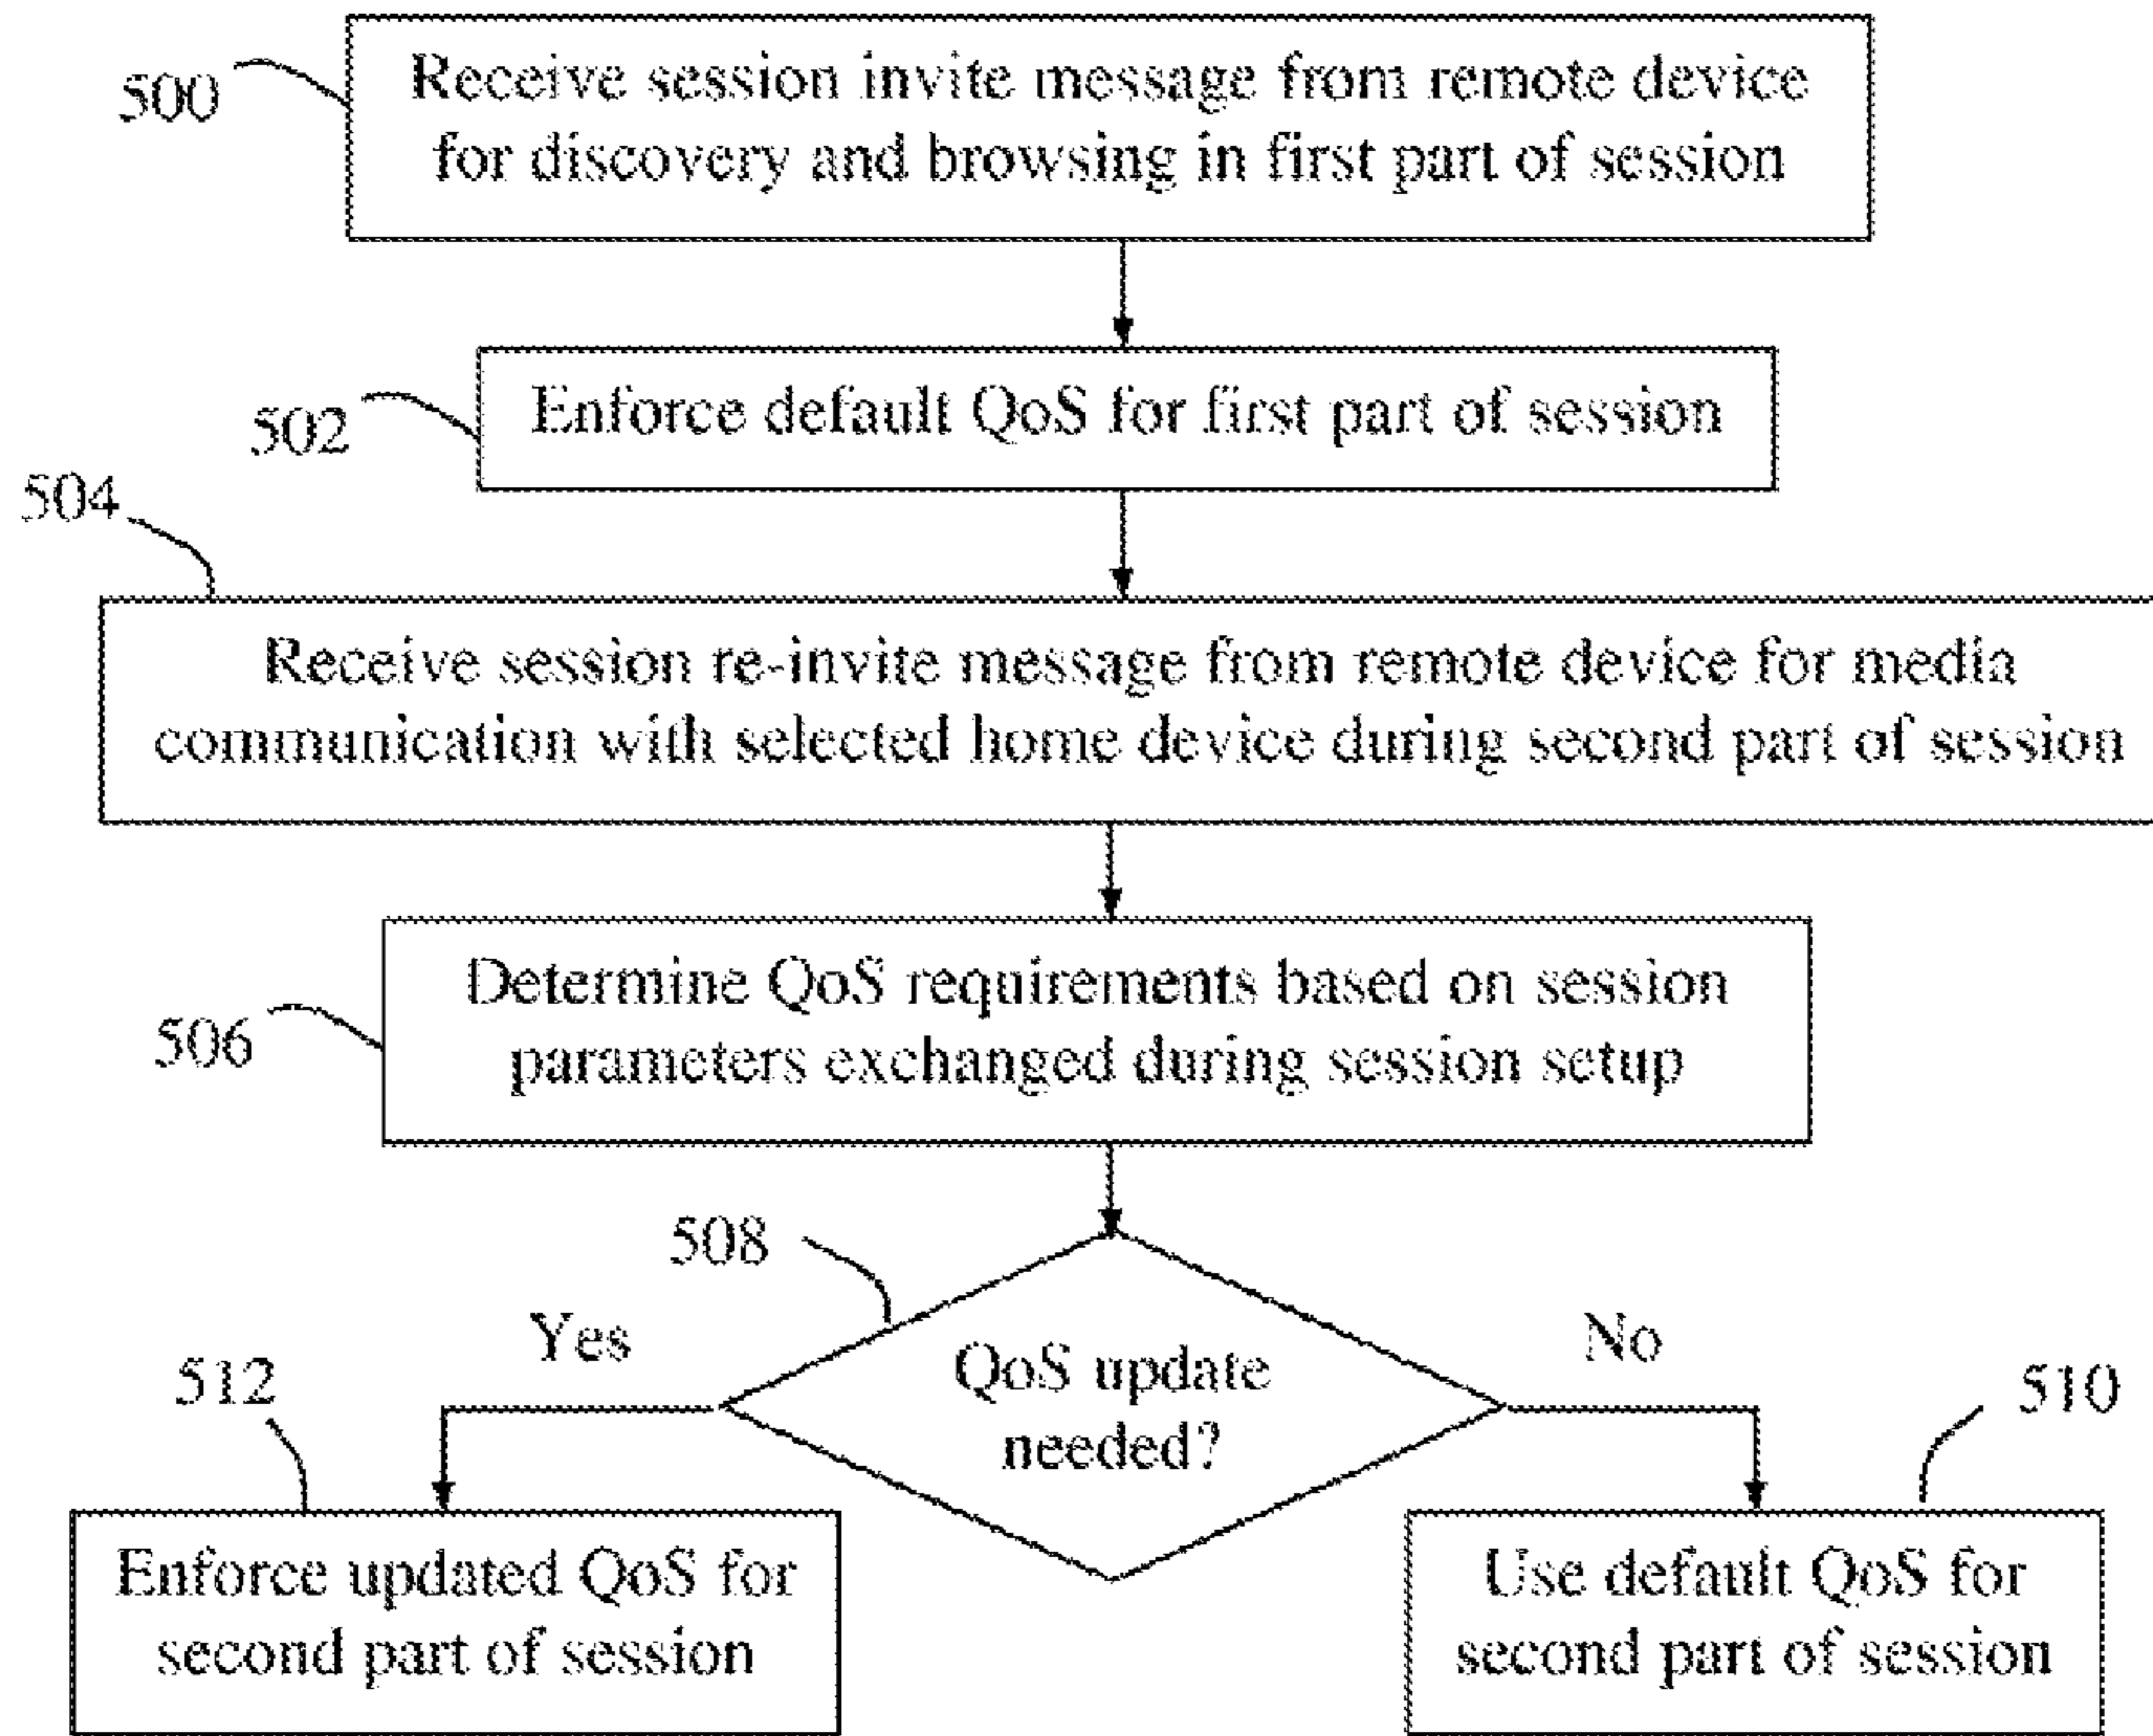 500
Receive session invite message from remote device
for discovery and browsing in first part of session
502
Enforce default QoS for first part of session
504
Receive session re-invite message from remote device for media
communication with selected home device during second part of session
506
Determine QoS requirements based on session
parameters exchanged during session setup
508
Yes
No
QoS update
needed?
512
510
Enforce updated QoS for
second part of session
Use default QoS for
second part of session